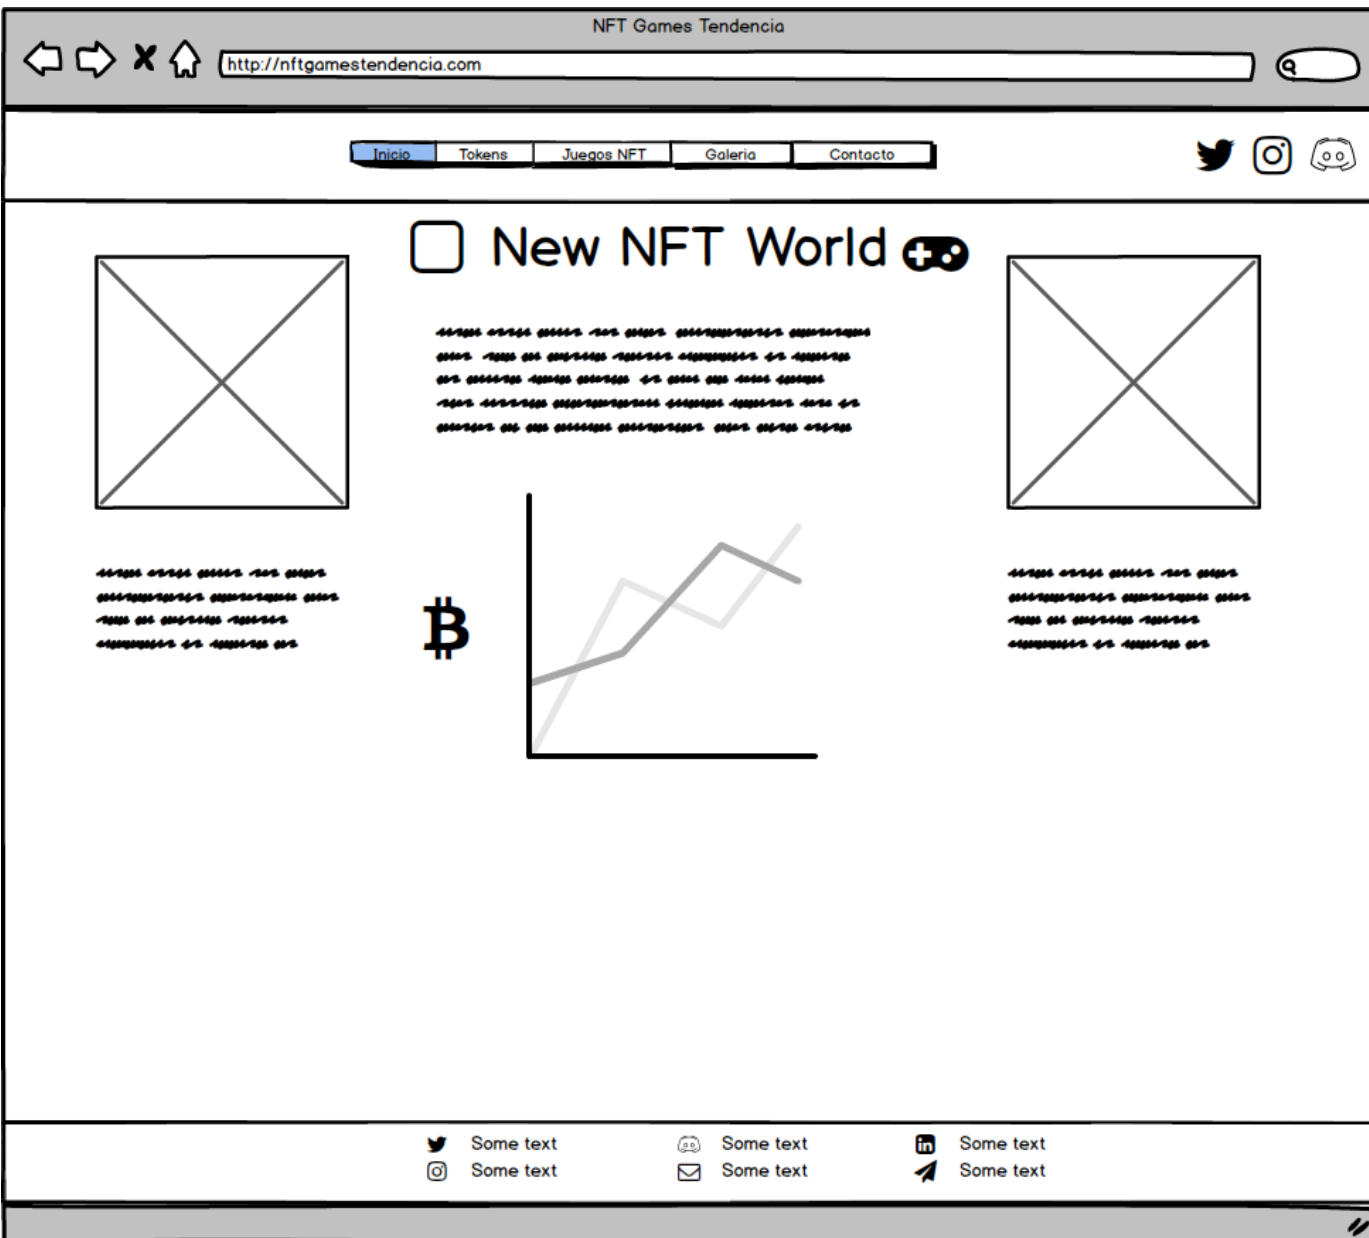 NFT Games Tendencia
http://nftgamestendencia.com
Inicio Tokens Juegos NFT Galeria Contacto
New NFT World
Some text Some text Some text
Some text Some text Some text